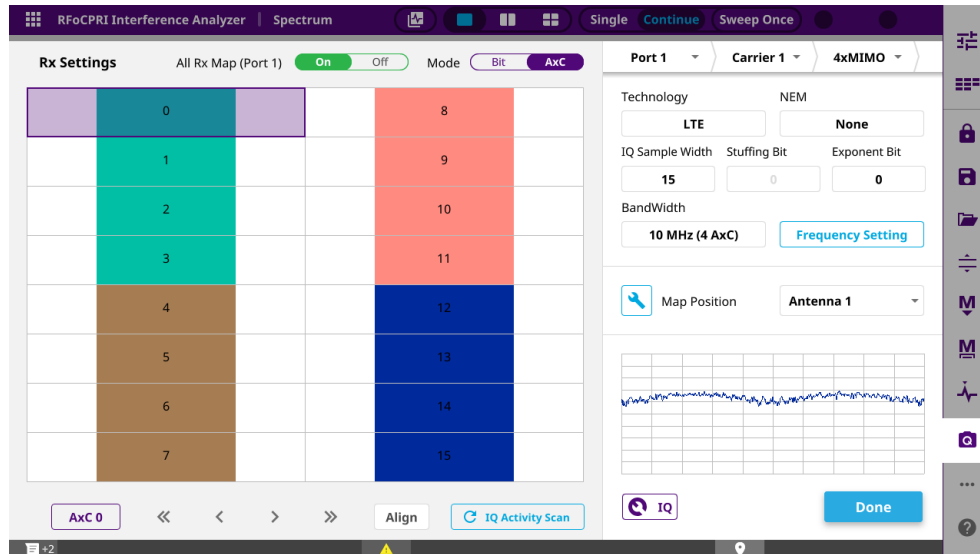 RFoCPRI Interference Analyzer | Spectrum Single Continue Sweep Once
Rx Settings All Rx Map (Port 1) On Off Mode Bit AxC
Port 1 Carrier 1 4xMIMO
0 8
1 9
2 10
3 11
4 12
5 13
6 14
7 15
Technology NEM
LTE None
IQ Sample Width Stuffing Bit Exponent Bit
15 0 0
BandWidth
10 MHz (4 AxC) Frequency Setting
Map Position Antenna 1
AxC 0 Align IQ Activity Scan
IQ Done
+2